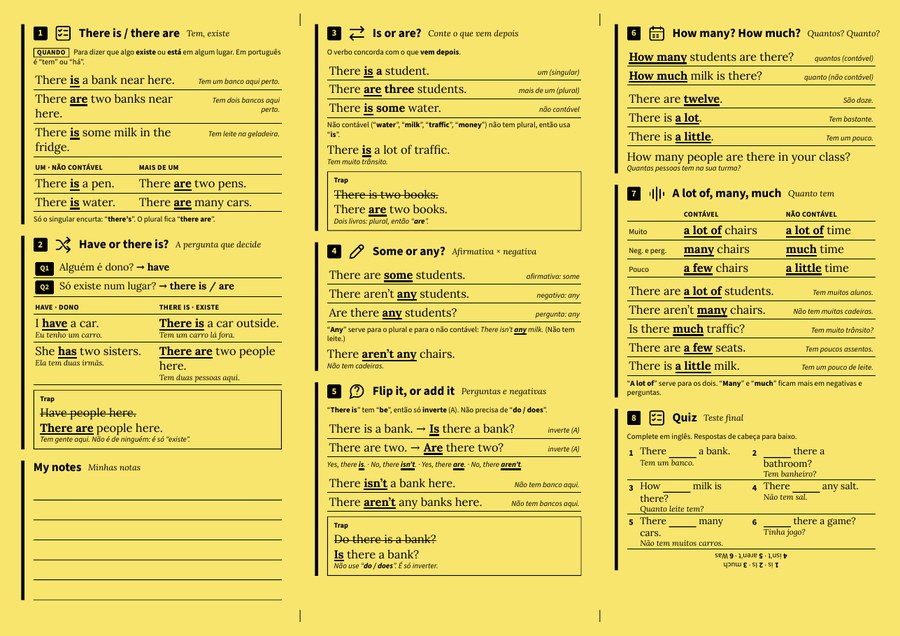 1 There is / there are Tem, existe
QUANDO Para dizer que algo existe ou está em algum lugar. Em português
é “tem” ou “há”.
There is a bank near here. Tem um banco aqui perto.
There are two banks near Tem dois bancos aqui
here. perto.
There is some milk in the Tem leite na geladeira.
fridge.
UM · NÃO CONTÁVEL MAIS DE UM
There is a pen. There are two pens.
There is water. There are many cars.
Só o singular encurta: “there’s”. O plural fica “there are”.
2 Have or there is? A pergunta que decide
Q1 Alguém é dono? → have
Q2 Só existe num lugar? → there is / are
HAVE · DONO THERE IS · EXISTE
I have a car. There is a car outside.
Eu tenho um carro. Tem um carro lá fora.
She has two sisters. There are two people
Ela tem duas irmãs. here.
Tem duas pessoas aqui.
Trap
Have people here.
There are people here.
Tem gente aqui. Não é de ninguém: é só “existe”.
My notes Minhas notas
3 Is or are? Conte o que vem depois
O verbo concorda com o que vem depois.
There is a student. um (singular)
There are three students. mais de um (plural)
There is some water. não contável
Não contável (“water”, “milk”, “traffic”, “money”) não tem plural, então usa
“is”.
There is a lot of traffic.
Tem muito trânsito.
Trap
There is two books.
There are two books.
Dois livros: plural, então “are”.
4 Some or any? Afirmativa × negativa
There are some students. afirmativa: some
There aren’t any students. negativa: any
Are there any students? pergunta: any
“Any” serve para o plural e para o não contável: There isn’t any milk. (Não tem
leite.)
There aren’t any chairs.
Não tem cadeiras.
5 Flip it, or add it Perguntas e negativas
“There is” tem “be”, então só inverte (A). Não precisa de “do / does”.
There is a bank. → Is there a bank? inverte (A)
There are two. → Are there two? inverte (A)
Yes, there is. · No, there isn’t. · Yes, there are. · No, there aren’t.
There isn’t a bank here. Não tem banco aqui.
There aren’t any banks here. Não tem bancos aqui.
Trap
Do there is a bank?
Is there a bank?
Não use “do / does”. É só inverter.
6 How many? How much? Quantos? Quanto?
How many students are there? quantos (contável)
How much milk is there? quanto (não contável)
There are twelve. São doze.
There is a lot. Tem bastante.
There is a little. Tem um pouco.
How many people are there in your class?
Quantas pessoas tem na sua turma?
7 A lot of, many, much Quanto tem
CONTÁVEL NÃO CONTÁVEL
Muito a lot of chairs a lot of time
Neg. e perg. many chairs much time
Pouco a few chairs a little time
There are a lot of students. Tem muitos alunos.
There aren’t many chairs. Não tem muitas cadeiras.
Is there much traffic? Tem muito trânsito?
There are a few seats. Tem poucos assentos.
There is a little milk. Tem um pouco de leite.
“A lot of” serve para os dois. “Many” e “much” ficam mais em negativas e
perguntas.
8 Quiz Teste final
Complete em inglês. Respostas de cabeça para baixo.
1 There _____ a bank. 2 _____ there a
Tem um banco. bathroom?
Tem banheiro?
3 How _____ milk is 4 There _____ any salt.
there? Não tem sal.
Quanto leite tem?
5 There _____ many 6 _____ there a game?
cars. Tinha jogo?
Não tem muitos carros.
1 is · 2 Is · 3 much
4 isn’t · 5 aren’t · 6 Was